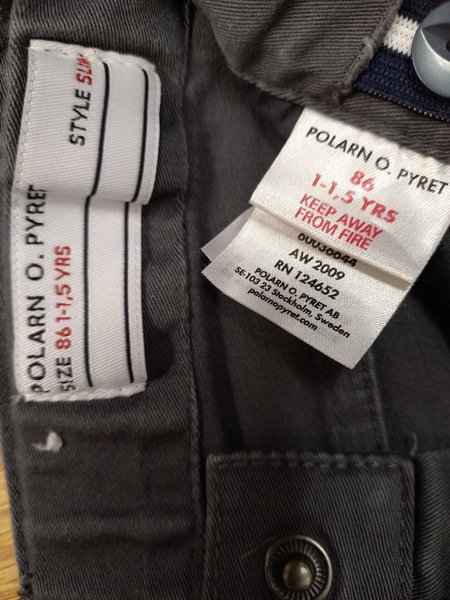 STYLE SLIM
POLARN O. PYRET
SIZE 86 1-1,5 YRS
POLARN O. PYRET
86
1-1,5 YRS
KEEP AWAY
FROM FIRE
60036644
AW 2009
RN 124652
POLARN O. PYRET AB
SE-103 23 Stockholm, Sweden
polarnopyret.com